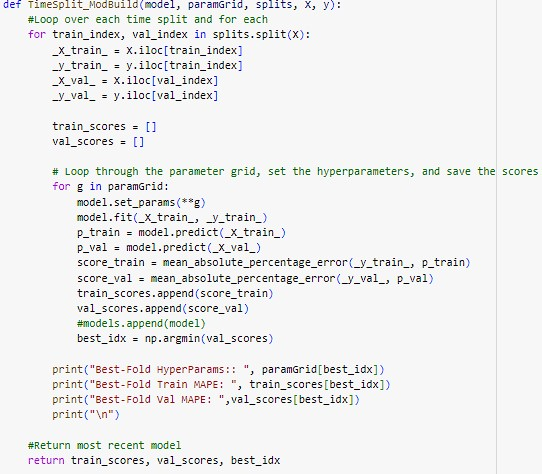 def TimeSplit_ModBuild(model, paramGrid, splits, X, y):
#Loop over each time split and for each
for train_index, val_index in splits.split(X):
_X_train_ = X.iloc[train_index]
_y_train_ = y.iloc[train_index]
_X_val_ = X.iloc[val_index]
_y_val_ = y.iloc[val_index]
train_scores = []
val_scores = []
# Loop through the parameter grid, set the hyperparameters, and save the scores
for g in paramGrid:
model.set_params(**g)
model.fit(_X_train_, _y_train_)
p_train = model.predict(_X_train_)
p_val = model.predict(_X_val_)
score_train = mean_absolute_percentage_error(_y_train_, p_train)
score_val = mean_absolute_percentage_error(_y_val_, p_val)
train_scores.append(score_train)
val_scores.append(score_val)
#models.append(model)
best_idx = np.argmin(val_scores)
print("Best-Fold HyperParams:: ", paramGrid[best_idx])
print("Best-Fold Train MAPE: ", train_scores[best_idx])
print("Best-Fold Val MAPE: ",val_scores[best_idx])
print("\n")
#Return most recent model
return train_scores, val_scores, best_idx